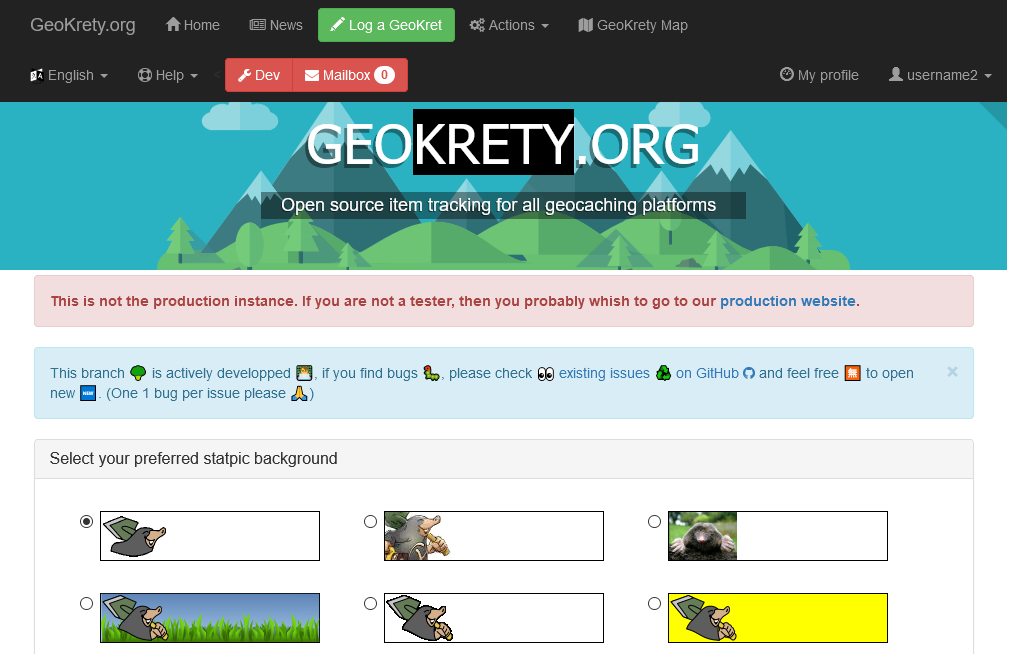 GeoKrety.org Home News Log a GeoKret Actions GeoKrety Map
English Help < Dev Mailbox 0 My profile username2
GEOKRETY.ORG
Open source item tracking for all geocaching platforms
This is not the production instance. If you are not a tester, then you probably whish to go to our production website.
This branch 🌳 is actively developped, if you find bugs 🐛, please check 👀 existing issues on GitHub and feel free to open
new 🆕. (One 1 bug per issue please 🙏)
×
Select your preferred statpic background